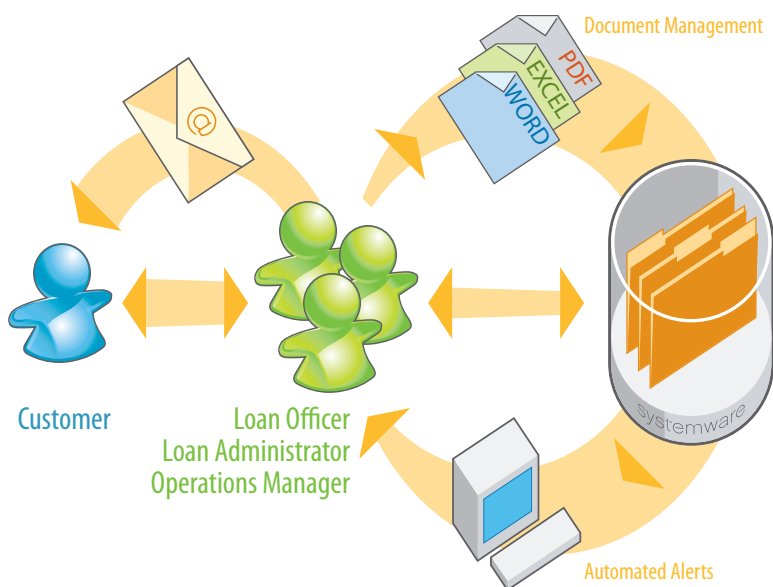 Document Management
PDF
EXCEL
WORD
@
systemware
Customer
Loan Officer
Loan Administrator
Operations Manager
Automated Alerts